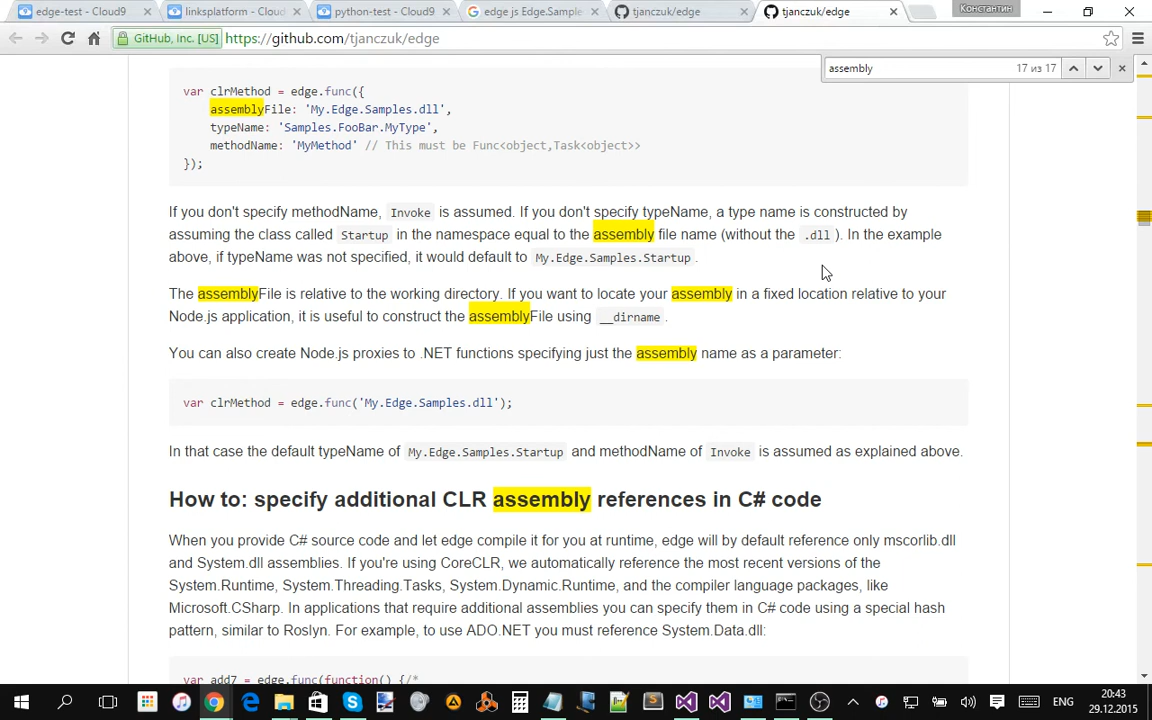 edge-test - Cloud9
linksplatform - Cloud9
python-test - Cloud9
edge js Edge.Sample
tjanczuk/edge
tjanczuk/edge
Константин
GitHub, Inc. [US]
https://github.com/tjanczuk/edge
assembly
17 из 17
var clrMethod = edge.func({
assemblyFile: 'My.Edge.Samples.dll',
typeName: 'Samples.FooBar.MyType',
methodName: 'MyMethod' // This must be Func<object,Task<object>>
});
If you don't specify methodName, Invoke is assumed. If you don't specify typeName, a type name is constructed by
assuming the class called Startup in the namespace equal to the assembly file name (without the .dll ). In the example
above, if typeName was not specified, it would default to My.Edge.Samples.Startup .
The assemblyFile is relative to the working directory. If you want to locate your assembly in a fixed location relative to your
Node.js application, it is useful to construct the assemblyFile using __dirname .
You can also create Node.js proxies to .NET functions specifying just the assembly name as a parameter:
var clrMethod = edge.func('My.Edge.Samples.dll');
In that case the default typeName of My.Edge.Samples.Startup and methodName of Invoke is assumed as explained above.
How to: specify additional CLR assembly references in C# code
When you provide C# source code and let edge compile it for you at runtime, edge will by default reference only mscorlib.dll
and System.dll assemblies. If you're using CoreCLR, we automatically reference the most recent versions of the
System.Runtime, System.Threading.Tasks, System.Dynamic.Runtime, and the compiler language packages, like
Microsoft.CSharp. In applications that require additional assemblies you can specify them in C# code using a special hash
pattern, similar to Roslyn. For example, to use ADO.NET you must reference System.Data.dll:
var add7 = edge.func(function() {/*
ENG
20:43
29.12.2015